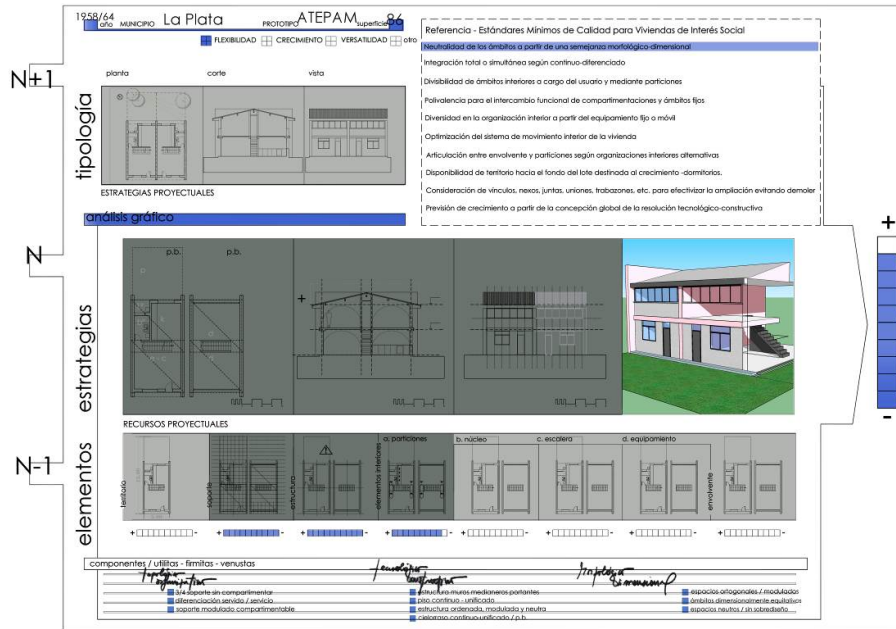 1958/64
año MUNICIPIO La Plata PROTOTIPO ATEPAM superficie 86
FLEXIBILIDAD CRECIMIENTO VERSATILIDAD otro
Referencia - Estándares Mínimos de Calidad para Viviendas de Interés Social
Neutralidad de los ámbitos a partir de una semejanza morfológico-dimensional
Integración total o simultánea según continuo-diferenciado
Divisibilidad de ámbitos interiores a cargo del usuario y mediante particiones
Polivalencia para el intercambio funcional de compartimentaciones y ámbitos fijos
Diversidad en la organización interior a partir del equipamiento fijo o móvil
Optimización del sistema de movimiento interior de la vivienda
Articulación entre envolvente y particiones según organizaciones interiores alternativas
Disponibilidad de territorio hacia el fondo del lote destinada al crecimiento -dormitorios.
Consideración de vínculos, nexos, juntas, uniones, trabazones, etc. para efectivizar la ampliación evitando demoler
Previsión de crecimiento a partir de la concepción global de la resolución tecnológico-constructiva
N+1
tipología
planta corte vista
ESTRATEGIAS PROYECTUALES
análisis gráfico
N
estrategias
p.b. p.b.
+
+
-
RECURSOS PROYECTUALES
N-1
elementos
territorio
soporte
estructura
elementos interiores
a. particiones
b. núcleo
c. escalera
d. equipamiento
envolvente
+ - + - + - + - + - + - + - + -
componentes / utilitas - firmitas - venustas
topológico organizativas
tecnológico constructivas
morfológico dimensional
3/4 soporte sin compartimentar
diferenciación servido / servicio
soporte modulado compartimentable
estructura muros medianeros portantes
piso continuo - unificado
estructura ordenada, modulada y neutra
cielorraso continuo-unificado / p.b.
espacios ortogonales / modulados
ámbitos dimensionalmente equitativos
espacios neutros / sin sobrediseño